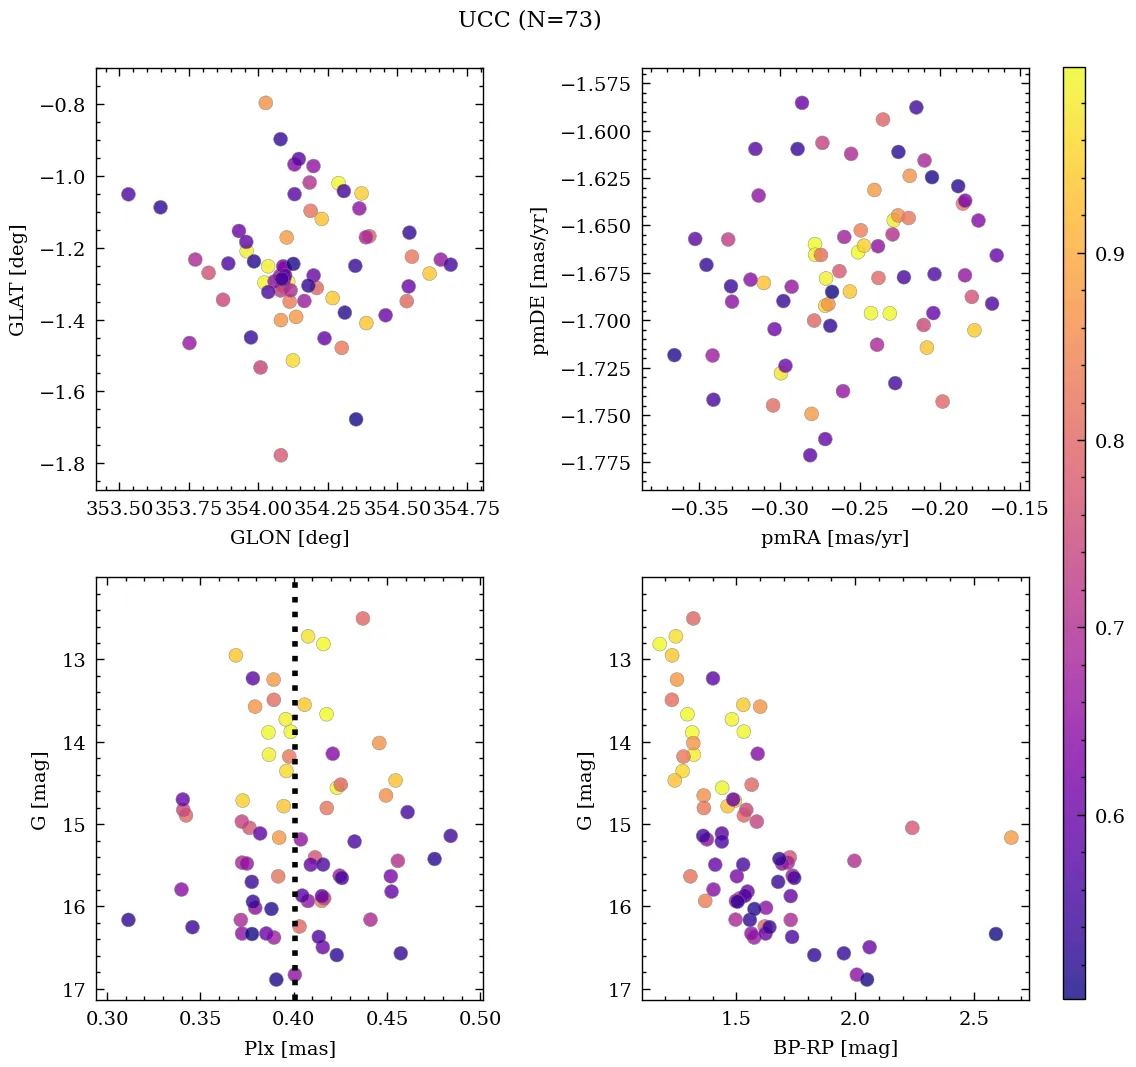 UCC (N=73)
−0.8
−1.0
−1.2
−1.4
−1.6
−1.8
GLAT [deg]
353.50 353.75 354.00 354.25 354.50 354.75
GLON [deg]
−1.575
−1.600
−1.625
−1.650
−1.675
−1.700
−1.725
−1.750
−1.775
pmDE [mas/yr]
−0.35 −0.30 −0.25 −0.20 −0.15
pmRA [mas/yr]
13
14
15
16
17
G [mag]
0.30 0.35 0.40 0.45 0.50
Plx [mas]
13
14
15
16
17
G [mag]
1.5 2.0 2.5
BP-RP [mag]
0.9
0.8
0.7
0.6